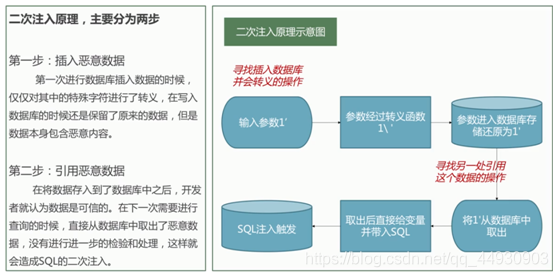 二次注入原理，主要分为两步
第一步：插入恶意数据
第一次进行数据库插入数据的时候，
仅仅对其中的特殊字符进行了转义，在写入
数据库的时候还是保留了原来的数据，但是
数据本身包含恶意内容。
第二步：引用恶意数据
在将数据存入到了数据库中之后，开发
者就认为数据是可信的。在下一次需要进行
查询的时候，直接从数据库中取出了恶意数
据，没有进行进一步的检验和处理，这样就
会造成SQL的二次注入。
二次注入原理示意图
寻找插入数据库
并会转义的操作
输入参数1'
参数经过转义函数
1\ '
参数进入数据库存
储还原为1'
寻找另一处引用
这个数据的操作
将1'从数据库中
取出
取出后直接给变量
并带入SQL
SQL注入触发
https://blog.csdn.net/qq_44930903